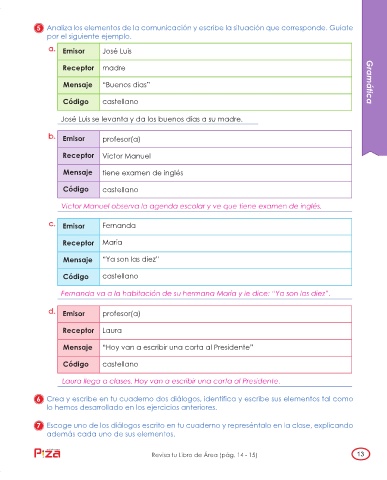 5 Analiza los elementos de la comunicación y escribe la situación que corresponde. Guíate
por el siguiente ejemplo.
a. Emisor José Luis
Receptor madre
Mensaje “Buenos días”
Código castellano
José Luis se levanta y da los buenos días a su madre.
b. Emisor profesor(a)
Receptor Víctor Manuel
Mensaje tiene examen de inglés
Código castellano
Víctor Manuel observa la agenda escolar y ve que tiene examen de inglés.
c. Emisor Fernanda
Receptor María
Mensaje “Ya son las diez”
Código castellano
Fernanda va a la habitación de su hermana María y le dice: “Ya son las diez”.
d. Emisor profesor(a)
Receptor Laura
Mensaje “Hoy van a escribir una carta al Presidente”
Código castellano
Laura llega a clases. Hoy van a escribir una carta al Presidente.
6 Crea y escribe en tu cuaderno dos diálogos, identifica y escribe sus elementos tal como
lo hemos desarrollado en los ejercicios anteriores.
7 Escoge uno de los diálogos escrito en tu cuaderno y represéntalo en la clase, explicando
además cada uno de sus elementos.
Gramática
Revisa tu Libro de Área (pág. 14 - 15)
13